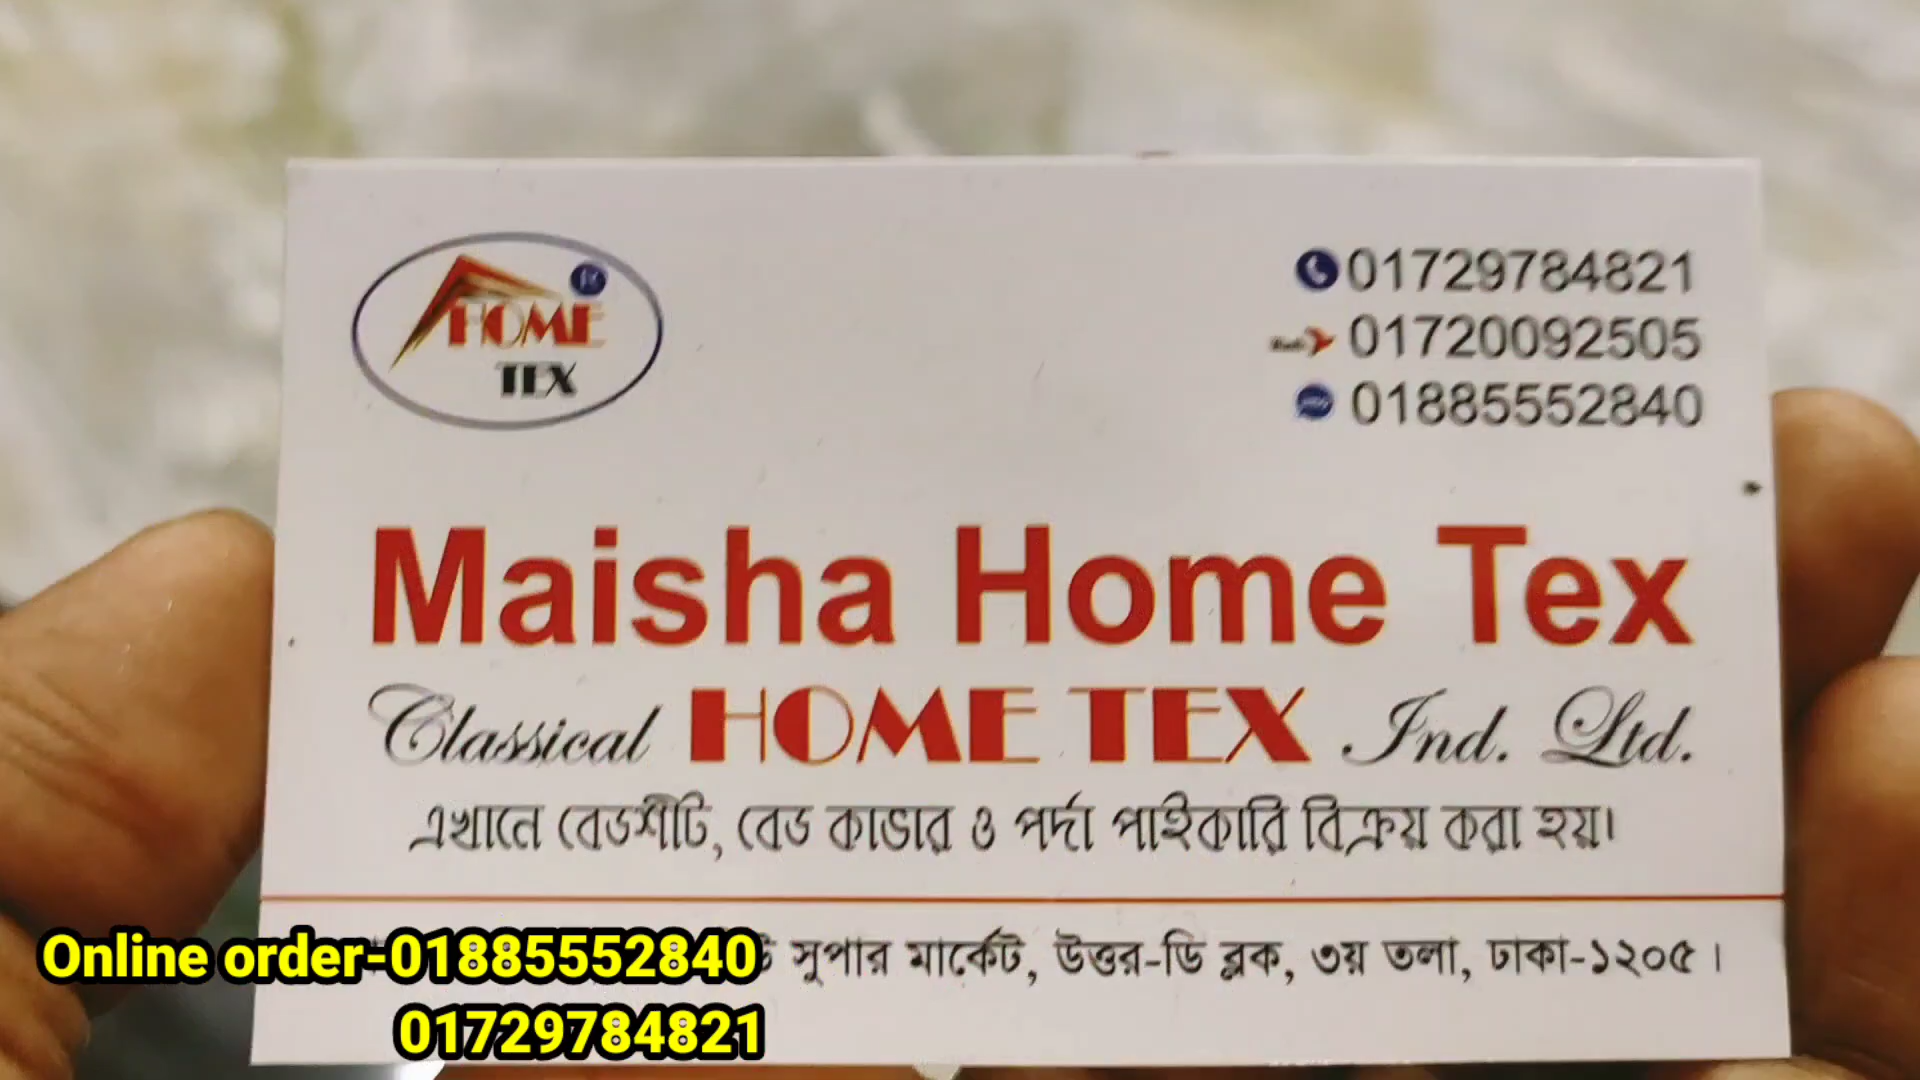 HOME
TEX
01729784821
01720092505
01885552840
Maisha Home Tex
Classical HOME TEX Ind. Ltd.
এখানে বেডশীট, বেড কাভার ও পর্দা পাইকারি বিক্রয় করা হয়।
সুপার মার্কেট, উত্তর-ডি ব্লক, ৩য় তলা, ঢাকা-১২০৫।
Online order-01885552840
01729784821